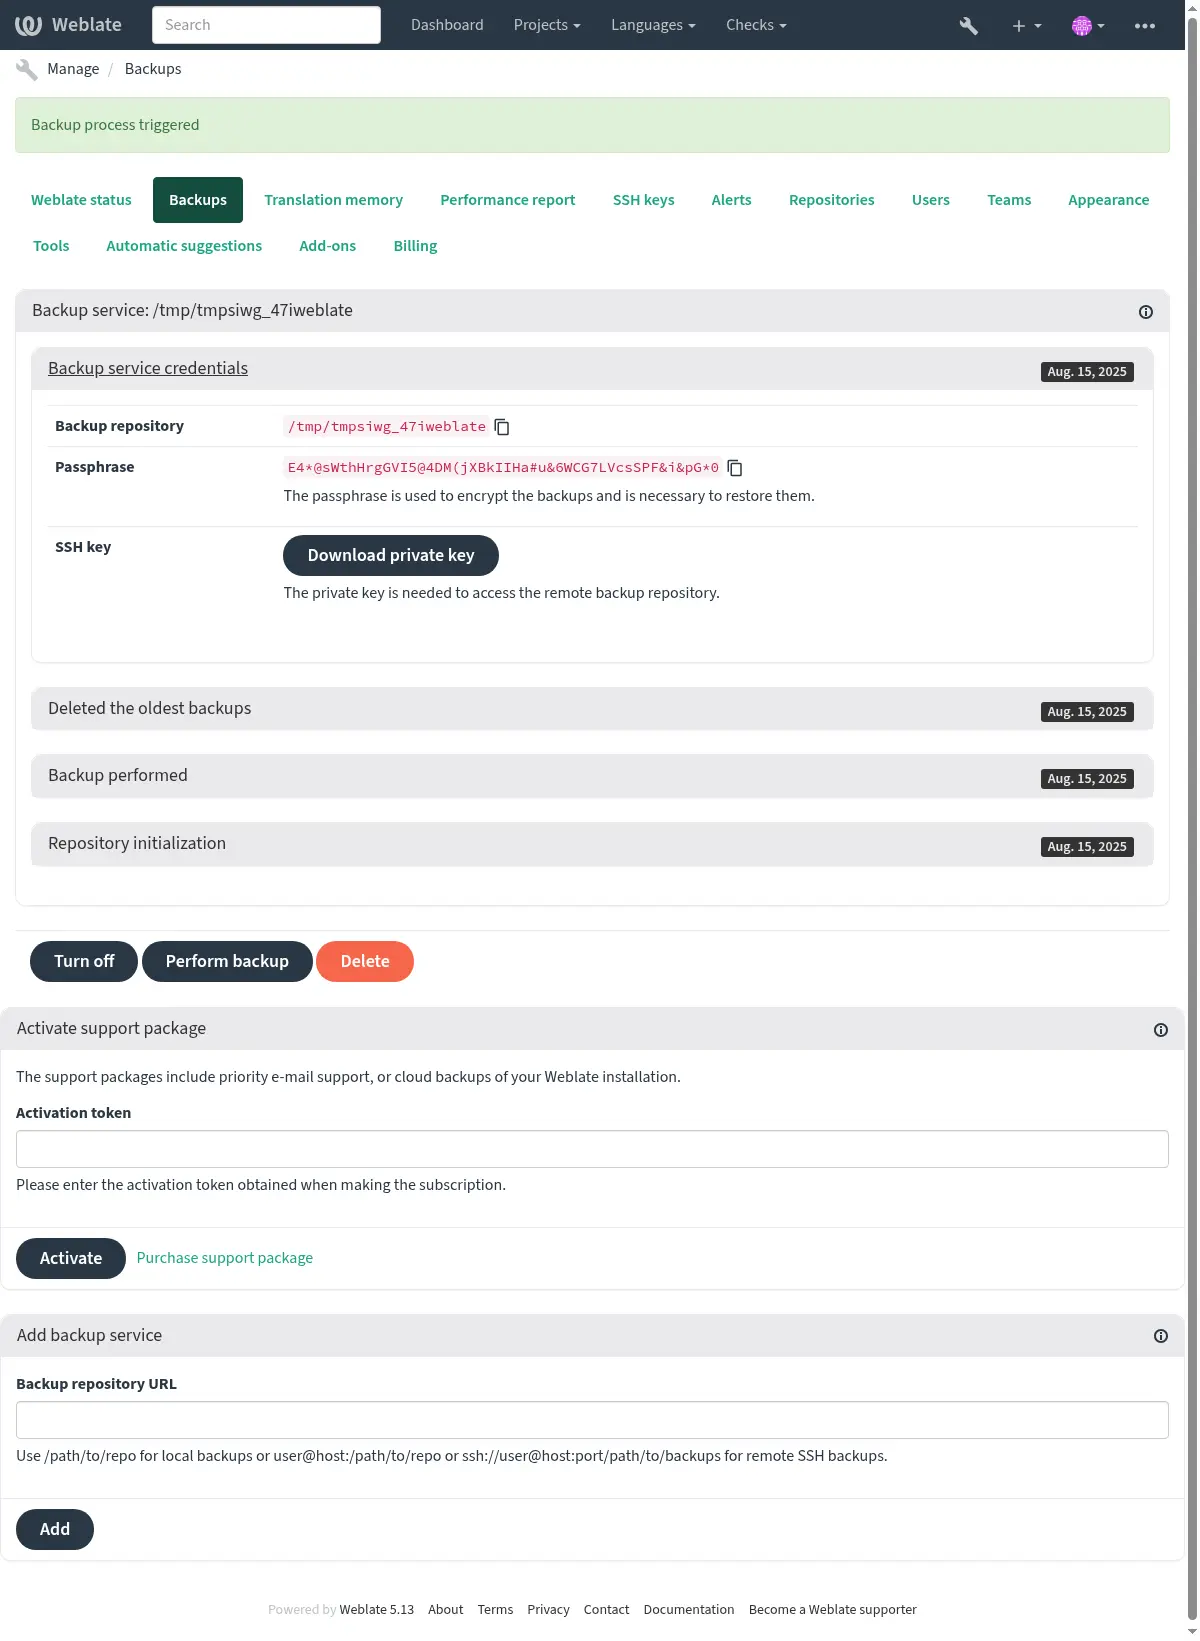 Weblate Search Dashboard Projects Languages Checks
Manage / Backups
Backup process triggered
Weblate status Backups Translation memory Performance report SSH keys Alerts Repositories Users Teams Appearance
Tools Automatic suggestions Add-ons Billing
Backup service: /tmp/tmpsiwg_47iweblate
Backup service credentials Aug. 15, 2025
Backup repository /tmp/tmpsiwg_47iweblate
Passphrase E4*@sWthHrgGVI5@4DM(jXBkIIHa#u&6WCG7LVcsSPF&i&pG*0
The passphrase is used to encrypt the backups and is necessary to restore them.
SSH key Download private key
The private key is needed to access the remote backup repository.
Deleted the oldest backups Aug. 15, 2025
Backup performed Aug. 15, 2025
Repository initialization Aug. 15, 2025
Turn off Perform backup Delete
Activate support package
The support packages include priority e-mail support, or cloud backups of your Weblate installation.
Activation token
Please enter the activation token obtained when making the subscription.
Activate Purchase support package
Add backup service
Backup repository URL
Use /path/to/repo for local backups or user@host:/path/to/repo or ssh://user@host:port/path/to/backups for remote SSH backups.
Add
Powered by Weblate 5.13 About Terms Privacy Contact Documentation Become a Weblate supporter